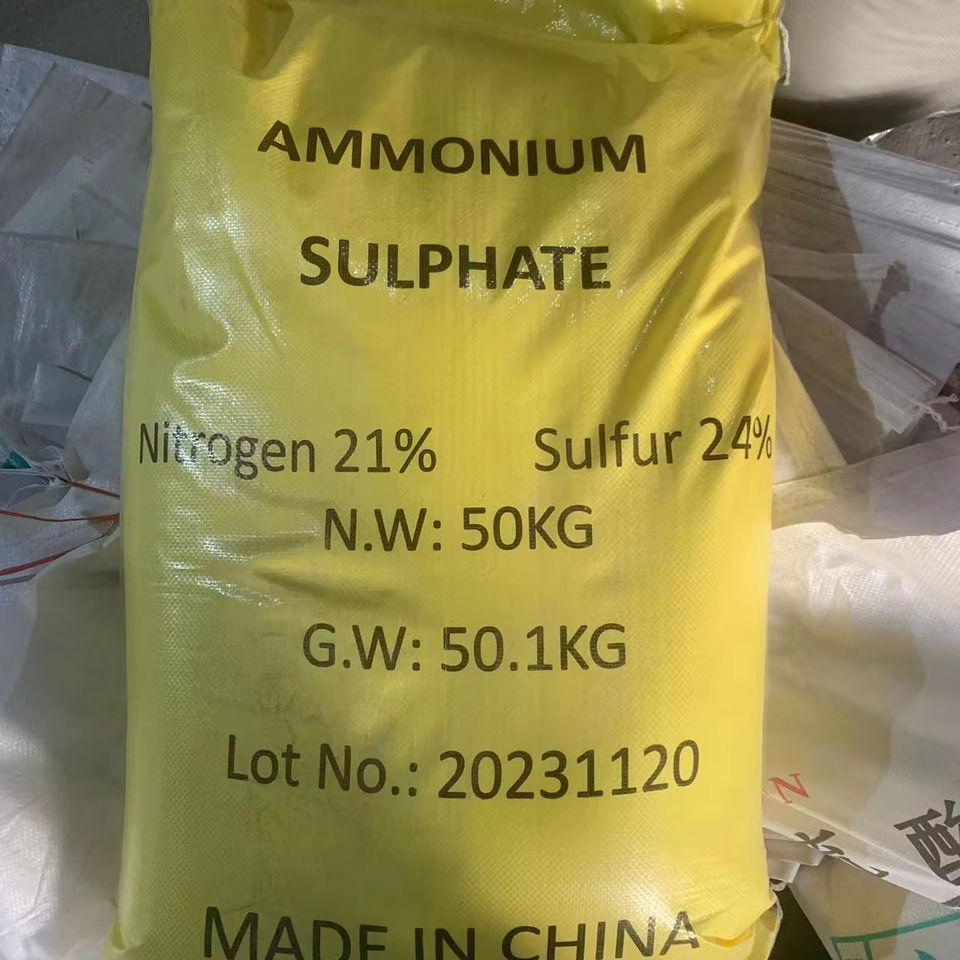 AMMONIUM
SULPHATE
Nitrogen 21% Sulfur 24%
N.W: 50KG
G.W: 50.1KG
Lot No.: 20231120
MADE IN CHINA